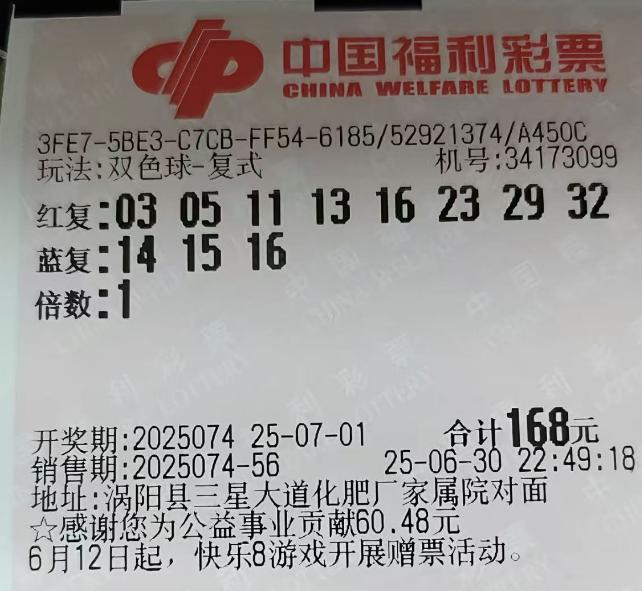 中国福利彩票
CHINA WELFARE LOTTERY
3FE7-5BE3-C7CB-FF54-6185/52921374/A450C
玩法:双色球-复式 机号:34173099
红复:03 05 11 13 16 23 29 32
蓝复:14 15 16
倍数:1
开奖期:2025074 25-07-01 合计168元
销售期:2025074-56 25-06-30 22:49:18
地址:涡阳县三星大道化肥厂家属院对面
☆感谢您为公益事业贡献60.48元
6月12日起，快乐8游戏开展赠票活动。